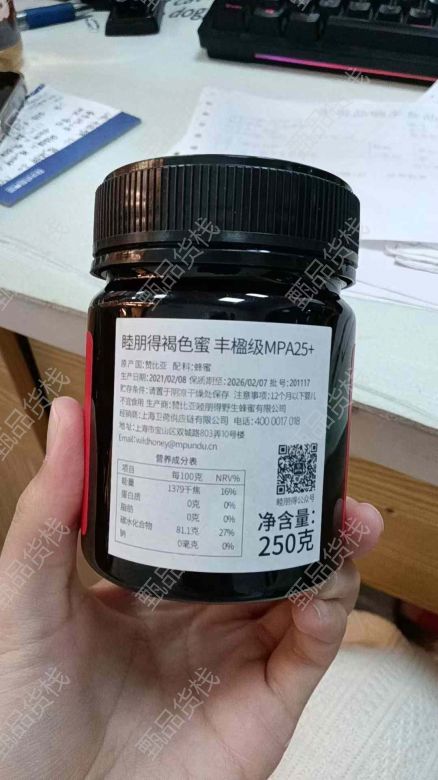 睦朋得褐色蜜 丰楹级MPA25+
原产国:赞比亚 配料:蜂蜜
生产日期:2021/02/08 保质期至:2026/02/07 批号:201117
贮存条件:请置于阴凉干燥处保存. 注意事项:12个月以下婴儿
不宜食用 生产商:赞比亚睦朋得野生蜂蜜有限公司
经销商:上海卫荷供应链有限公司 电话:400 0017 018
地址:上海市宝山区双城路803弄10号楼
Email:wildhoney@mpundu.cn
营养成分表
项目 每100克 NRV%
能量 1379千焦 16%
蛋白质 0克 0%
脂肪 0克 0%
碳水化合物 81.1克 27%
钠 0毫克 0%
睦朋得公众号
净含量:
250克
甄品货栈